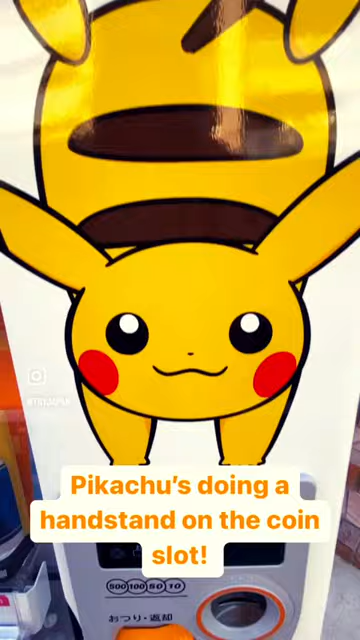 Pikachu's doing a
handstand on the coin
slot!
500 100 50 10
おつり・返却